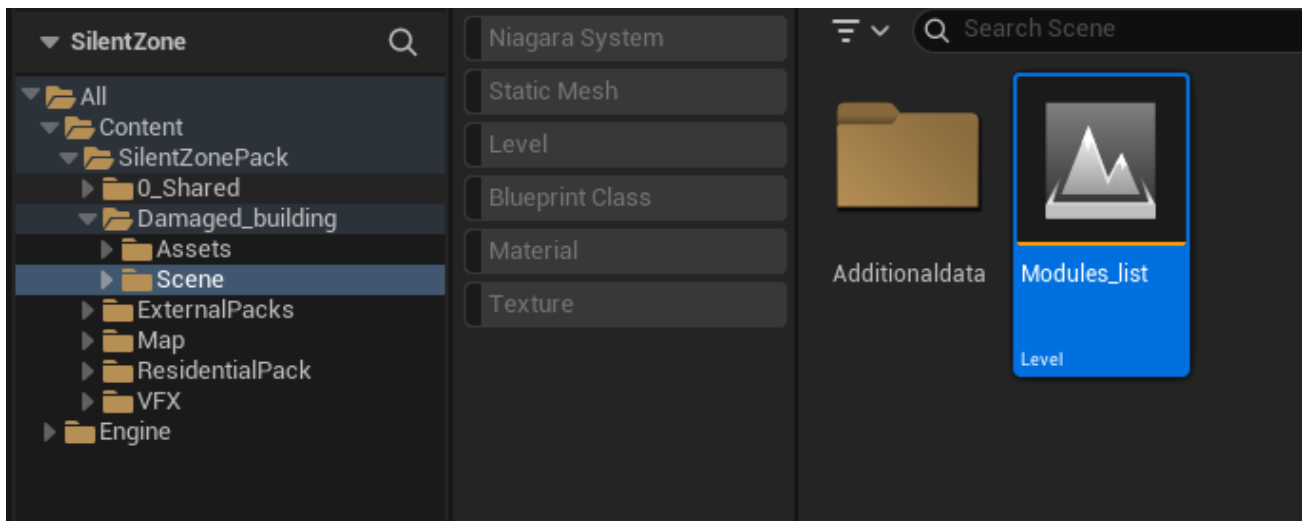 SilentZone
All
Content
SilentZonePack
0_Shared
Damaged_building
Assets
Scene
ExternalPacks
Map
ResidentialPack
VFX
Engine
Niagara System
Static Mesh
Level
Blueprint Class
Material
Texture
Search Scene
Additionaldata
Modules_list
Level